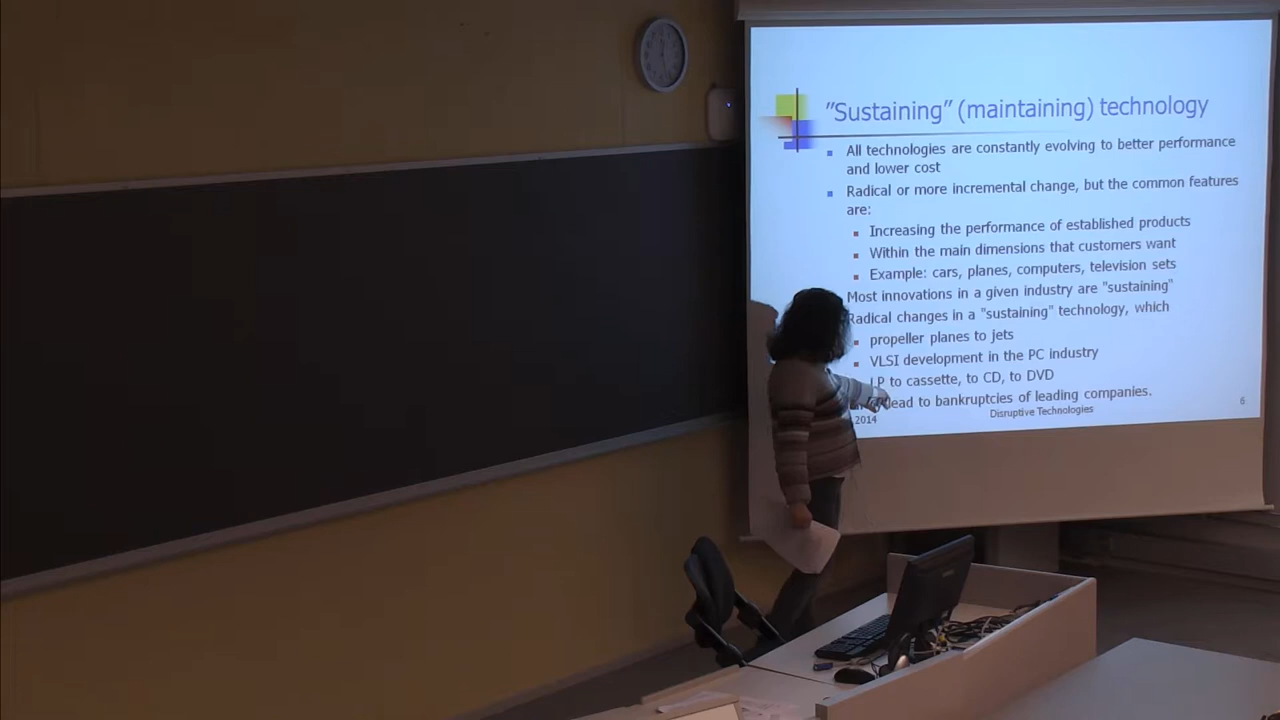 "Sustaining" (maintaining) technology
All technologies are constantly evolving to better performance
and lower cost
Radical or more incremental change, but the common features
are:
Increasing the performance of established products
Within the main dimensions that customers want
Example: cars, planes, computers, television sets
Most innovations in a given industry are "sustaining"
Radical changes in a "sustaining" technology, which
propeller planes to jets
VLSI development in the PC industry
LP to cassette, to CD, to DVD
lead to bankruptcies of leading companies.
2014
Disruptive Technologies
6